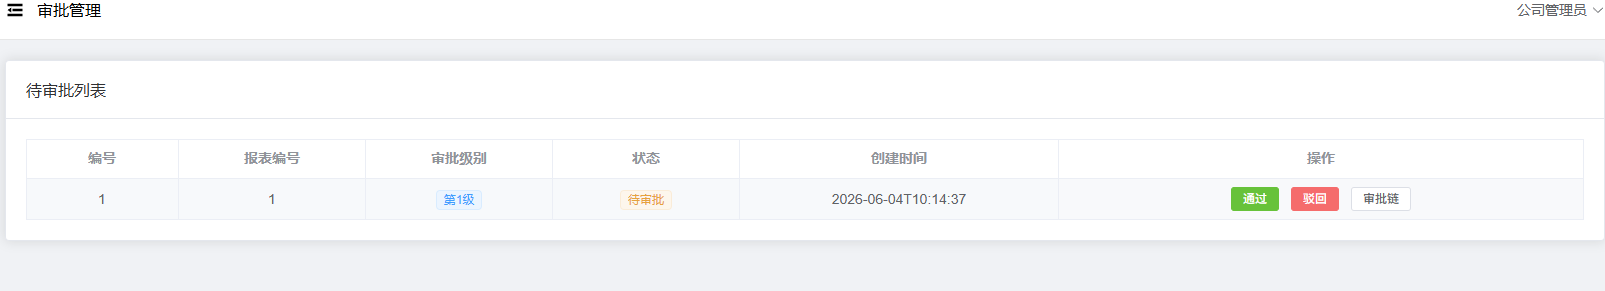 审批管理 公司管理员
待审批列表
编号 报表编号 审批级别 状态 创建时间 操作
1 1 第1级 待审批 2026-06-04T10:14:37 通过 驳回 审批链